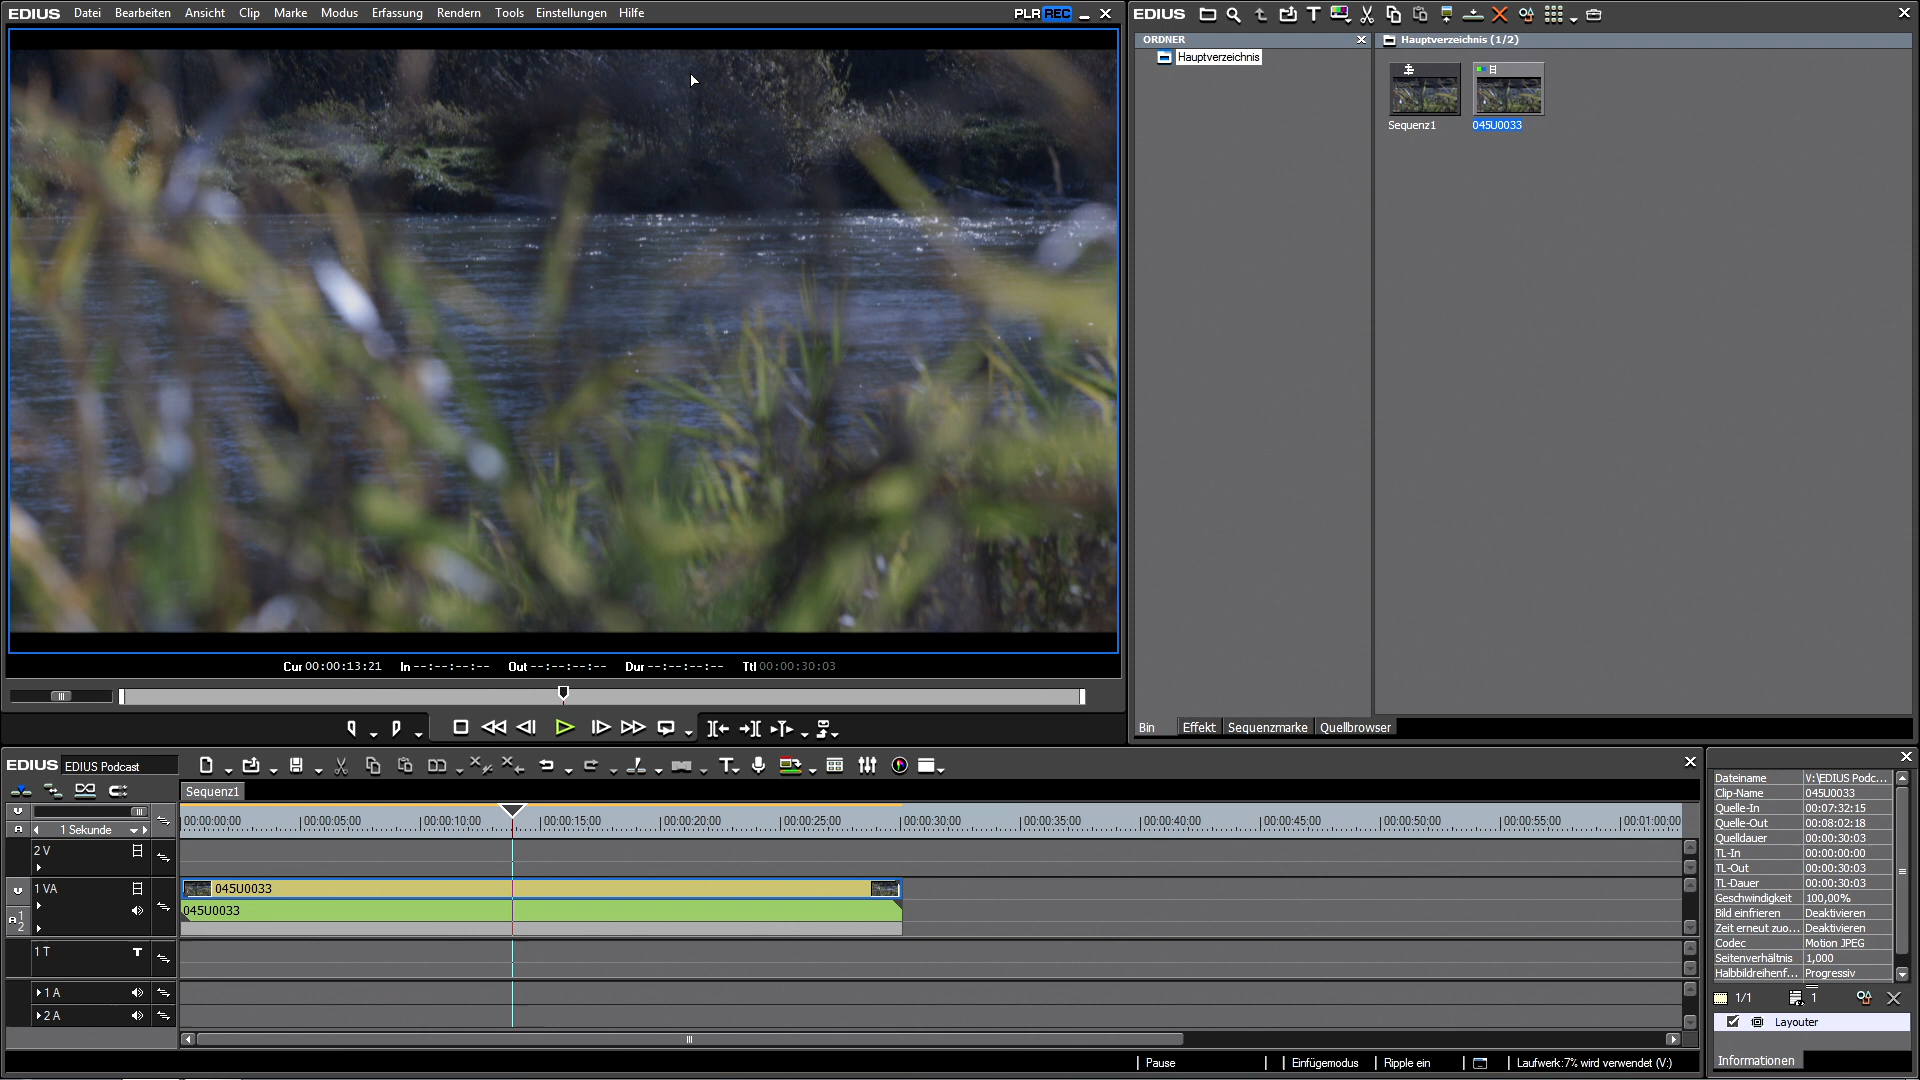 EDIUS Datei Bearbeiten Ansicht Clip Marke Modus Erfassung Rendern Tools Einstellungen Hilfe PLR REC
Cur 00:00:13:21 In --:--:--:-- Out --:--:--:-- Dur --:--:--:-- Ttl 00:00:30:03
EDIUS
ORDNER
Hauptverzeichnis
Hauptverzeichnis (1/2)
Sequenz1
045U0033
Bin Effekt Sequenzmarke Quellbrowser
EDIUS EDIUS Podcast
Sequenz1
1 Sekunde
00:00:00:00 00:00:05:00 00:00:10:00 00:00:15:00 00:00:20:00 00:00:25:00 00:00:30:00 00:00:35:00 00:00:40:00 00:00:45:00 00:00:50:00 00:00:55:00 00:01:00:00
2 V
1 VA
045U0033
045U0033
A 1
2
1 T T
1 A
2 A
Pause Einfügemodus Ripple ein Laufwerk:7% wird verwendet (V:)
Dateiname V:\EDIUS Podc...
Clip-Name 045U0033
Quelle-In 00:07:32:15
Quelle-Out 00:08:02:18
Quelldauer 00:00:30:03
TL-In 00:00:00:00
TL-Out 00:00:30:03
TL-Dauer 00:00:30:03
Geschwindigkeit 100,00%
Bild einfrieren Deaktivieren
Zeit erneut zuo... Deaktivieren
Codec Motion JPEG
Seitenverhältnis 1,000
Halbbildreihenf... Progressiv
1/1 1
Layouter
Informationen